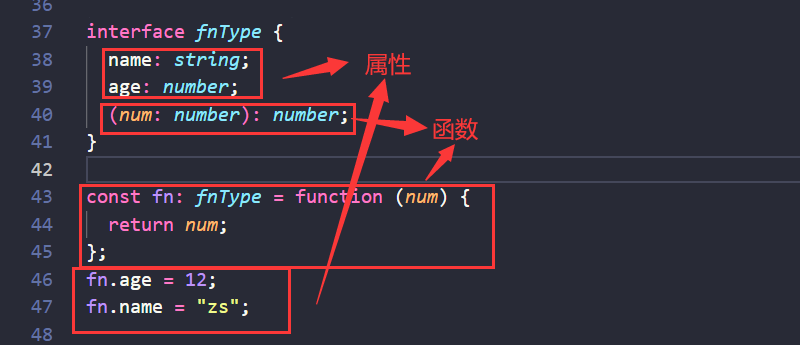 36
37 interface fnType {
38 name: string;
39 age: number;
属性
40 (num: number): number;
函数
41 }
42
43 const fn: fnType = function (num) {
44 return num;
45 };
46 fn.age = 12;
47 fn.name = "zs";
48